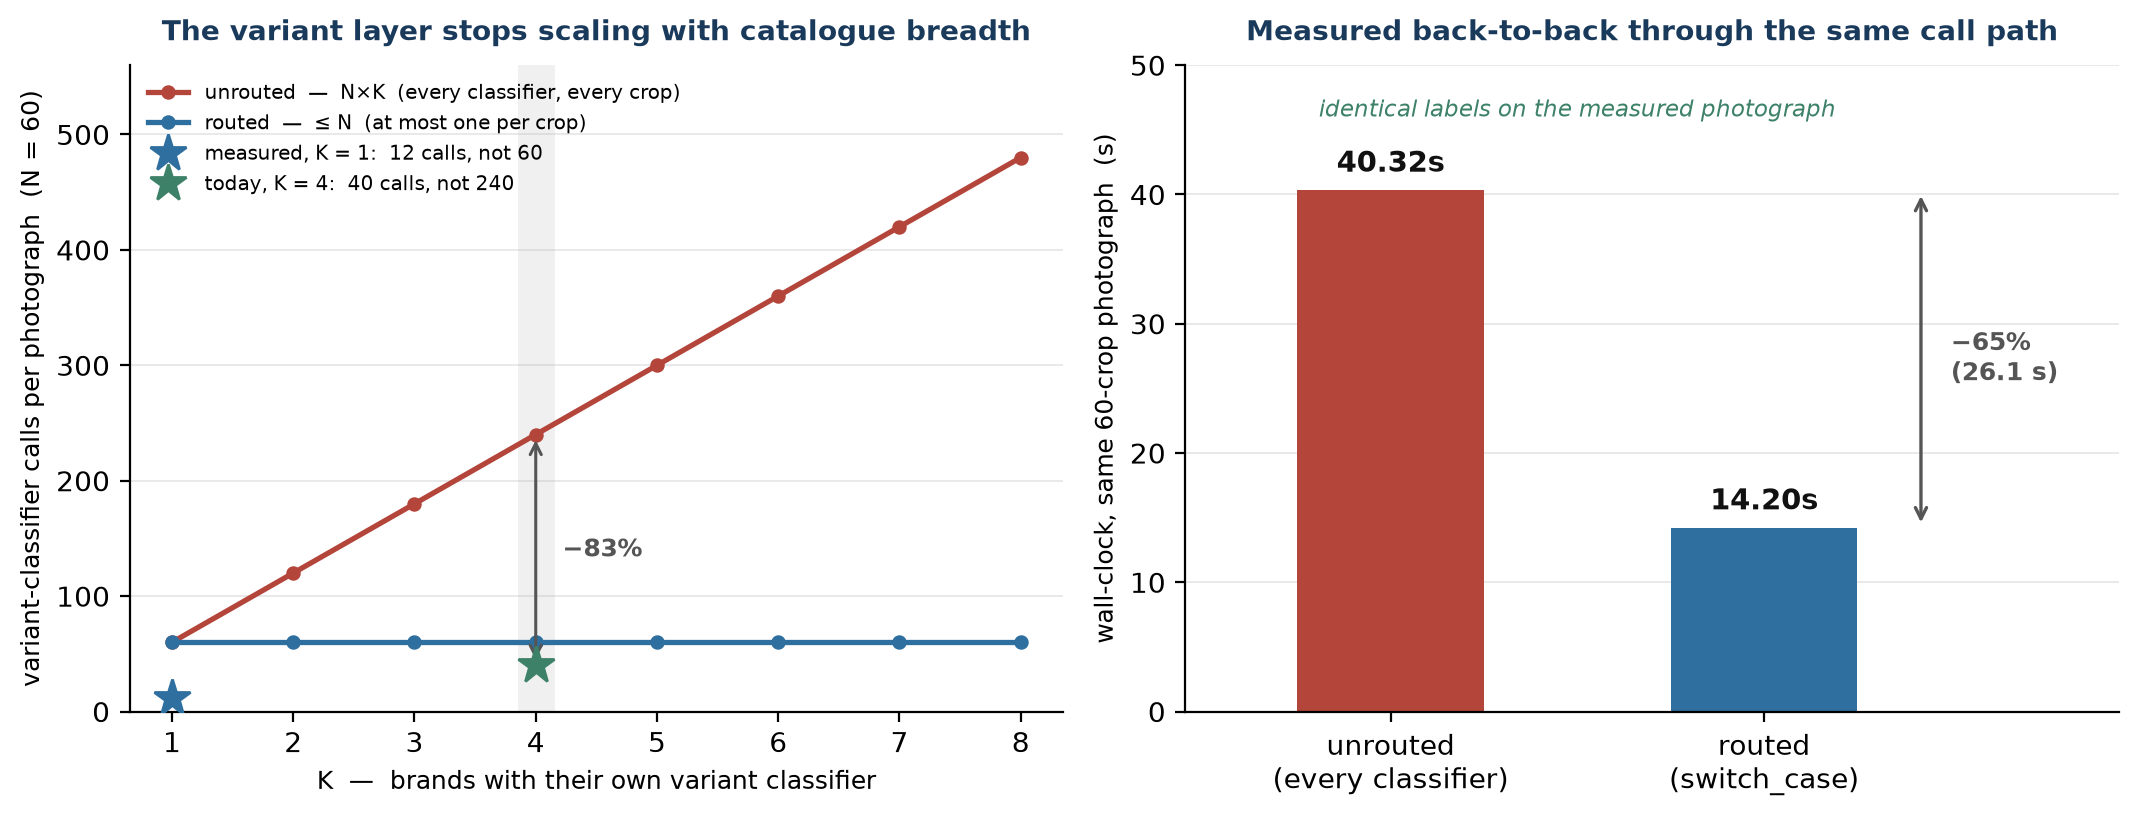 The variant layer stops scaling with catalogue breadth
variant-classifier calls per photograph (N = 60)
500
400
300
200
100
0
unrouted — N×K (every classifier, every crop)
routed — ≤ N (at most one per crop)
measured, K = 1: 12 calls, not 60
today, K = 4: 40 calls, not 240
−83%
1 2 3 4 5 6 7 8
K — brands with their own variant classifier
Measured back-to-back through the same call path
wall-clock, same 60-crop photograph (s)
50
40
30
20
10
0
identical labels on the measured photograph
40.32s
14.20s
−65%
(26.1 s)
unrouted
(every classifier)
routed
(switch_case)